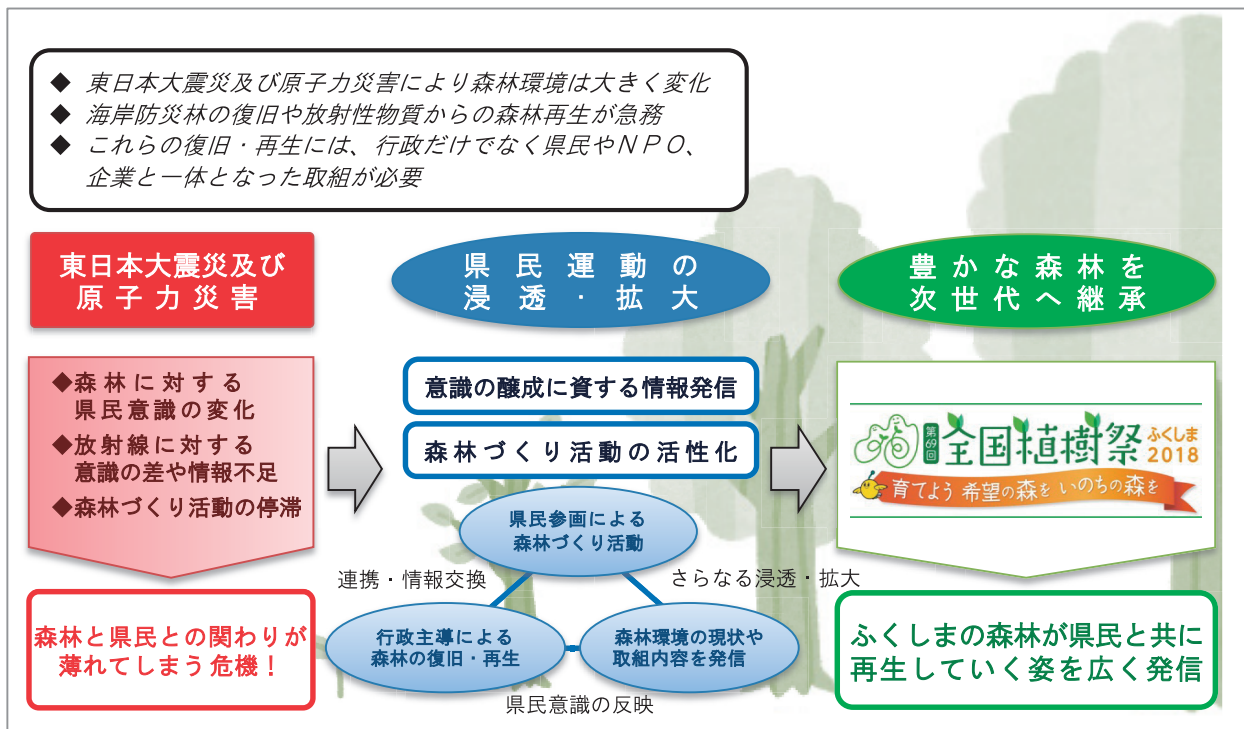 ◆ 東日本大震災及び原子力災害により森林環境は大きく変化
◆ 海岸防災林の復旧や放射性物質からの森林再生が急務
◆ これらの復旧・再生には、行政だけでなく県民やＮＰＯ、
企業と一体となった取組が必要
東日本大震災及び
原子力災害
◆森林に対する
県民意識の変化
◆放射線に対する
意識の差や情報不足
◆森林づくり活動の停滞
森林と県民との関わりが
薄れてしまう危機！
県民運動の
浸透・拡大
意識の醸成に資する情報発信
森林づくり活動の活性化
県民参画による
森林づくり活動
連携・情報交換
さらなる浸透・拡大
行政主導による
森林の復旧・再生
森林環境の現状や
取組内容を発信
県民意識の反映
豊かな森林を
次世代へ継承
第69回 全国植樹祭 ふくしま
2018
育てよう 希望の森を いのちの森を
ふくしまの森林が県民と共に
再生していく姿を広く発信